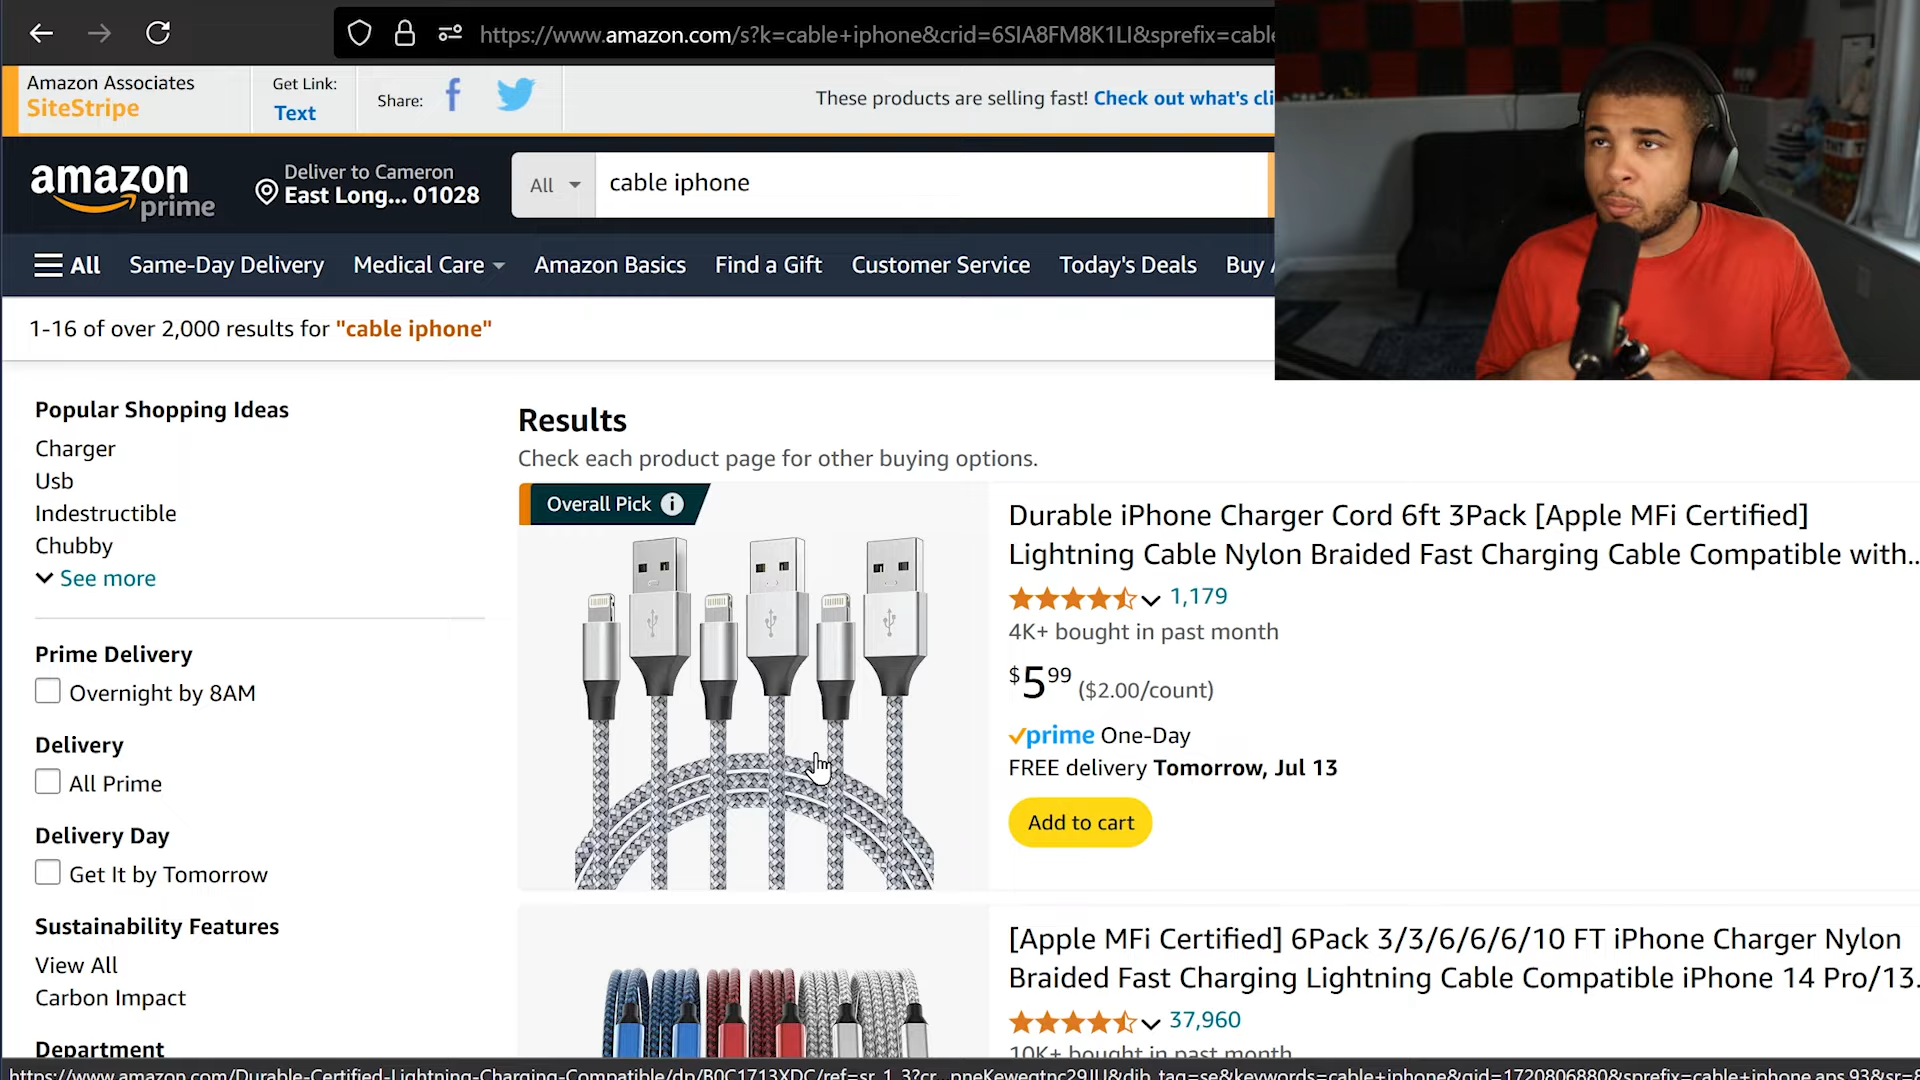 https://www.amazon.com/s?k=cable+iphone&crid=6SIA8FM8K1LI&sprefix=cable
Amazon Associates
SiteStripe
Get Link:
Text
Share:
These products are selling fast! Check out what's cli
amazon
prime
Deliver to Cameron
East Long... 01028
All
cable iphone
All
Same-Day Delivery
Medical Care
Amazon Basics
Find a Gift
Customer Service
Today's Deals
Buy A
1-16 of over 2,000 results for "cable iphone"
Popular Shopping Ideas
Charger
Usb
Indestructible
Chubby
See more
Prime Delivery
Overnight by 8AM
Delivery
All Prime
Delivery Day
Get It by Tomorrow
Sustainability Features
View All
Carbon Impact
Department
Results
Check each product page for other buying options.
Overall Pick
Durable iPhone Charger Cord 6ft 3Pack [Apple MFi Certified]
Lightning Cable Nylon Braided Fast Charging Cable Compatible with...
1,179
4K+ bought in past month
$5.99 ($2.00/count)
prime One-Day
FREE delivery Tomorrow, Jul 13
Add to cart
[Apple MFi Certified] 6Pack 3/3/6/6/6/10 FT iPhone Charger Nylon
Braided Fast Charging Lightning Cable Compatible iPhone 14 Pro/13...
37,960
10K+ bought in past month
TNT